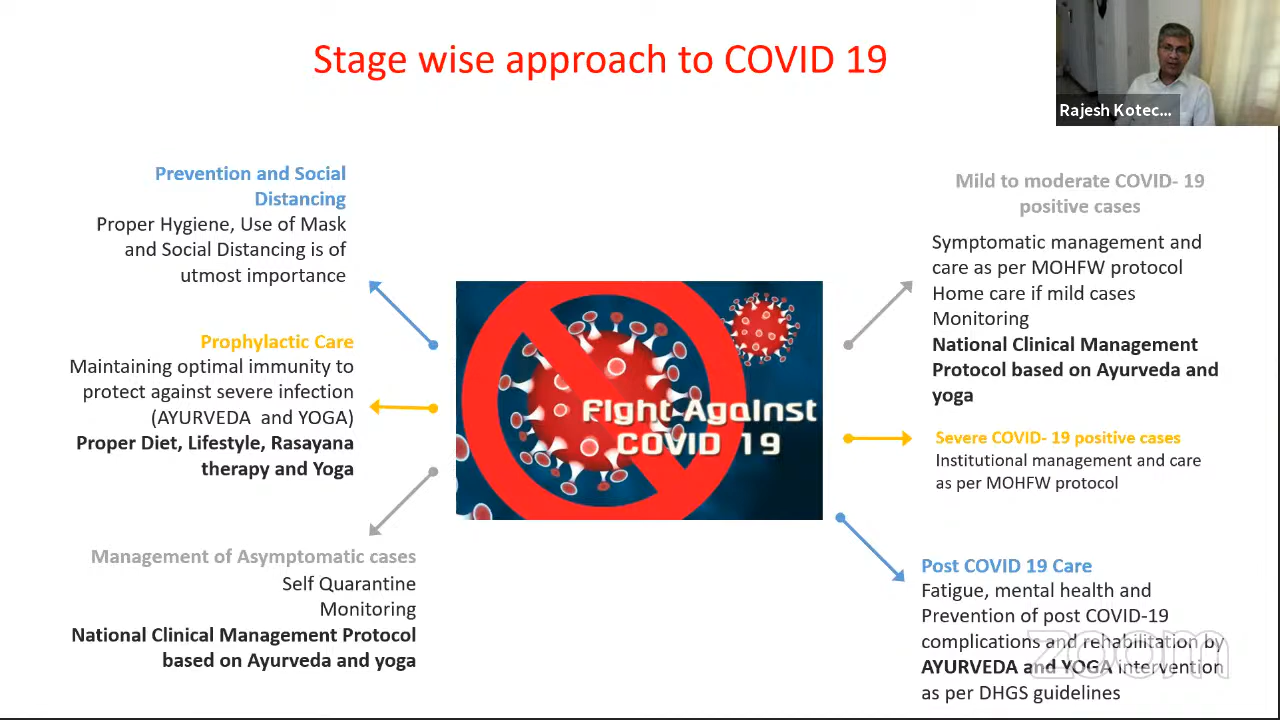 Stage wise approach to COVID 19
Rajesh Kotec...
Prevention and Social
Distancing
Proper Hygiene, Use of Mask
and Social Distancing is of
utmost importance
Prophylactic Care
Maintaining optimal immunity to
protect against severe infection
(AYURVEDA and YOGA)
Proper Diet, Lifestyle, Rasayana
therapy and Yoga
Management of Asymptomatic cases
Self Quarantine
Monitoring
National Clinical Management Protocol
based on Ayurveda and yoga
Fight Against
COVID 19
Mild to moderate COVID- 19
positive cases
Symptomatic management and
care as per MOHFW protocol
Home care if mild cases
Monitoring
National Clinical Management
Protocol based on Ayurveda and
yoga
Severe COVID- 19 positive cases
Institutional management and care
as per MOHFW protocol
Post COVID 19 Care
Fatigue, mental health and
Prevention of post COVID-19
complications and rehabilitation by
AYURVEDA and YOGA intervention
as per DHGS guidelines
zoom